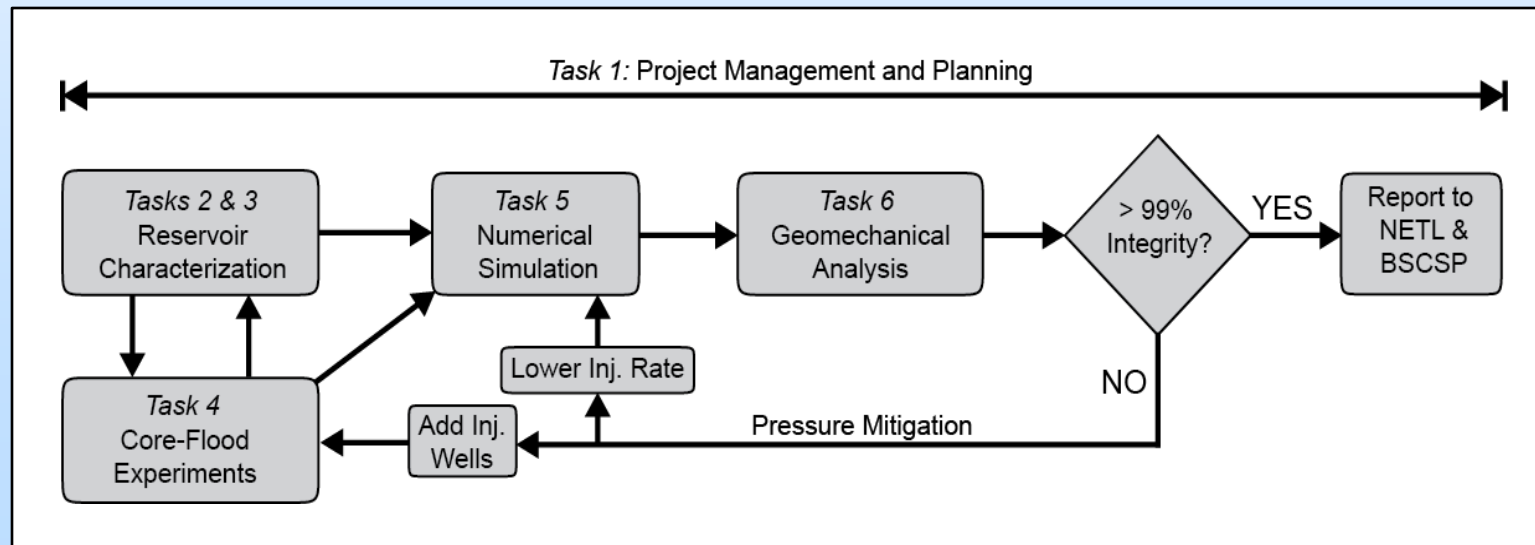 Task 1: Project Management and Planning
Tasks 2 & 3
Reservoir
Characterization
Task 5
Numerical
Simulation
Task 6
Geomechanical
Analysis
> 99%
Integrity?
YES
Report to
NETL &
BSCSP
Lower Inj. Rate
NO
Task 4
Core-Flood
Experiments
Add Inj.
Wells
Pressure Mitigation